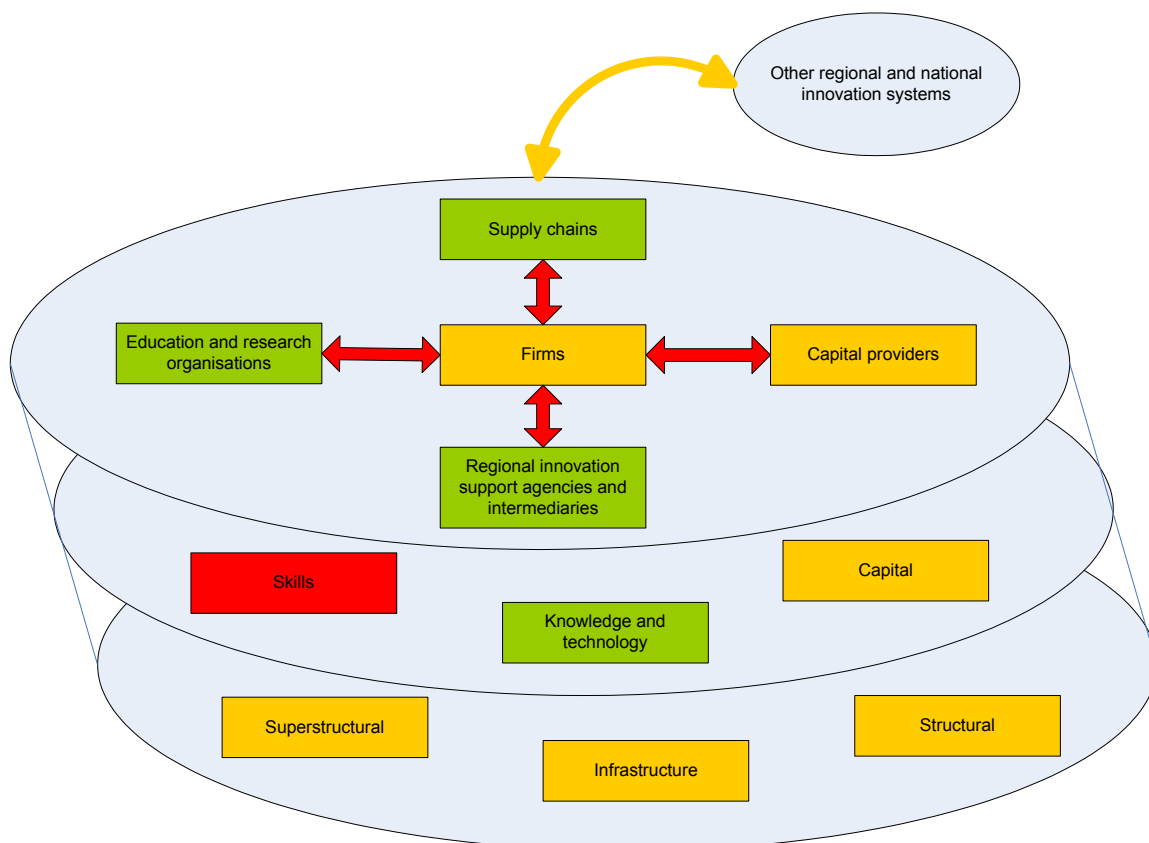 Other regional and national
innovation systems
Supply chains
Education and research
organisations
Firms
Capital providers
Regional innovation
support agencies and
intermediaries
Skills
Capital
Knowledge and
technology
Superstructural
Structural
Infrastructure